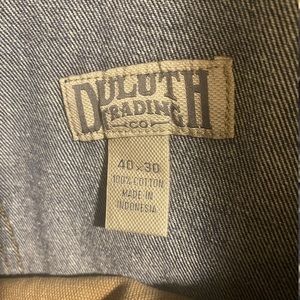 DULUTH
TRADING
CO
40 x 30
100% COTTON
MADE IN
INDONESIA